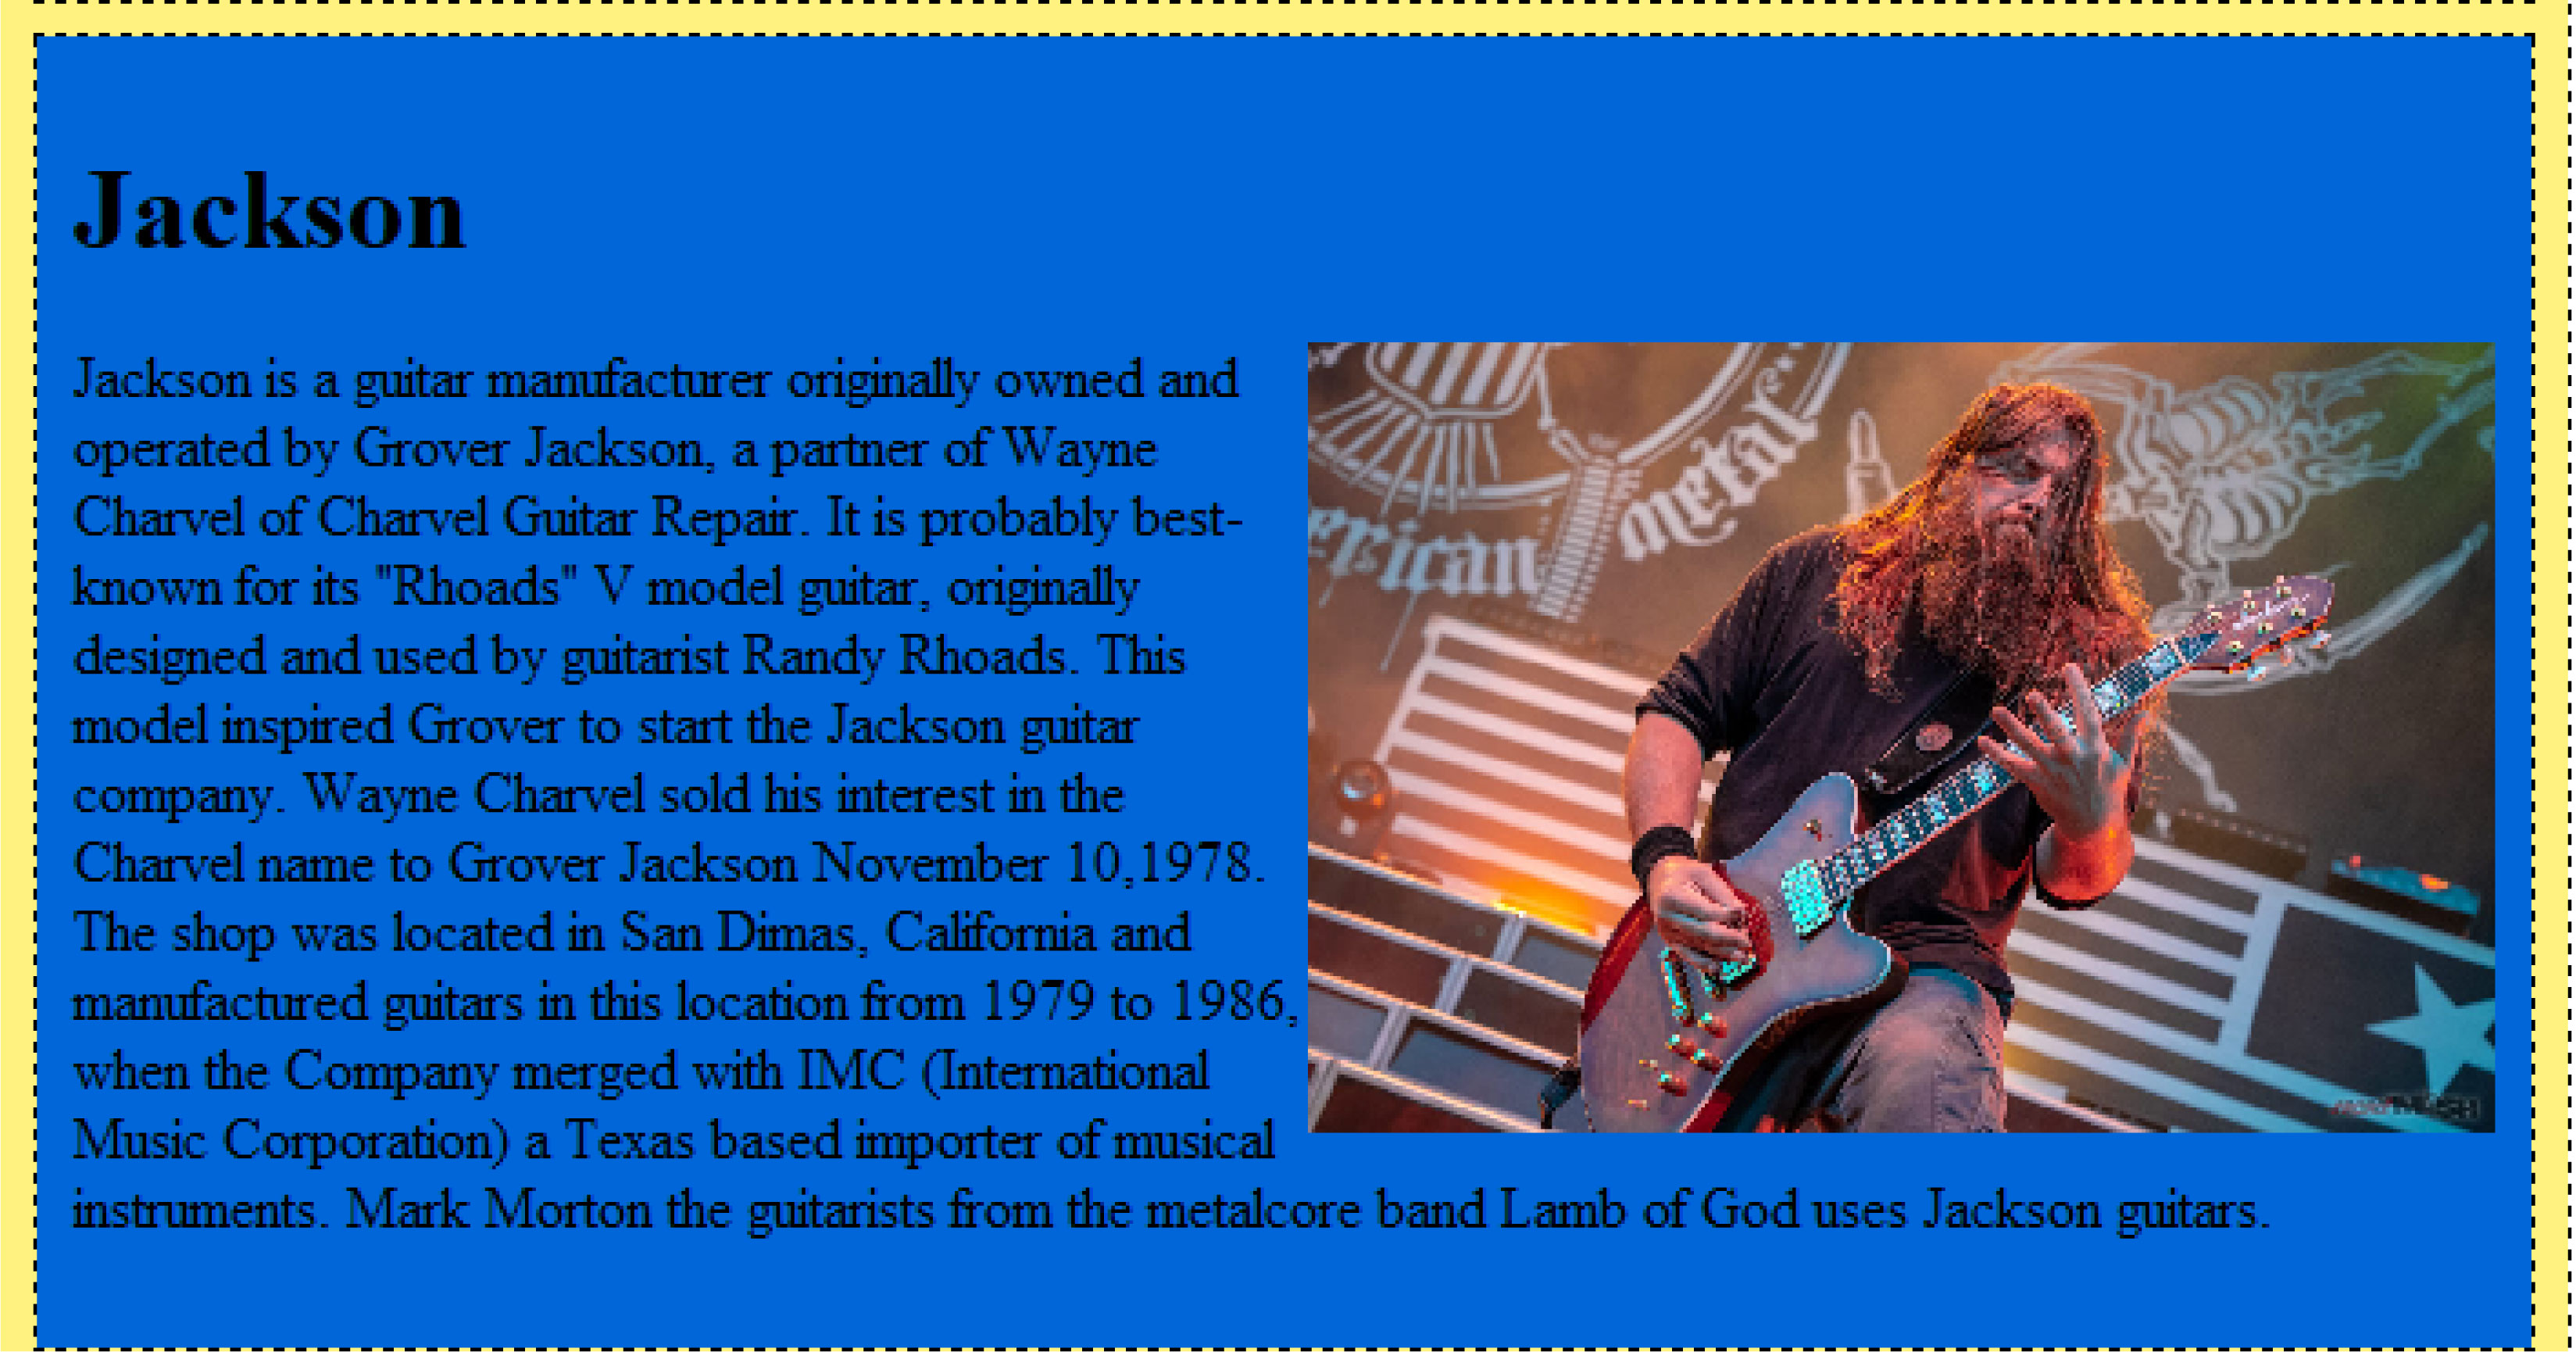 Jackson
Jackson is a guitar manufacturer originally owned and
operated by Grover Jackson, a partner of Wayne
Charvel of Charvel Guitar Repair. It is probably best-
known for its "Rhoads" V model guitar, originally
designed and used by guitarist Randy Rhoads. This
model inspired Grover to start the Jackson guitar
company. Wayne Charvel sold his interest in the
Charvel name to Grover Jackson November 10,1978.
The shop was located in San Dimas, California and
manufactured guitars in this location from 1979 to 1986,
when the Company merged with IMC (International
Music Corporation) a Texas based importer of musical
instruments. Mark Morton the guitarists from the metalcore band Lamb of God uses Jackson guitars.
erican
metal